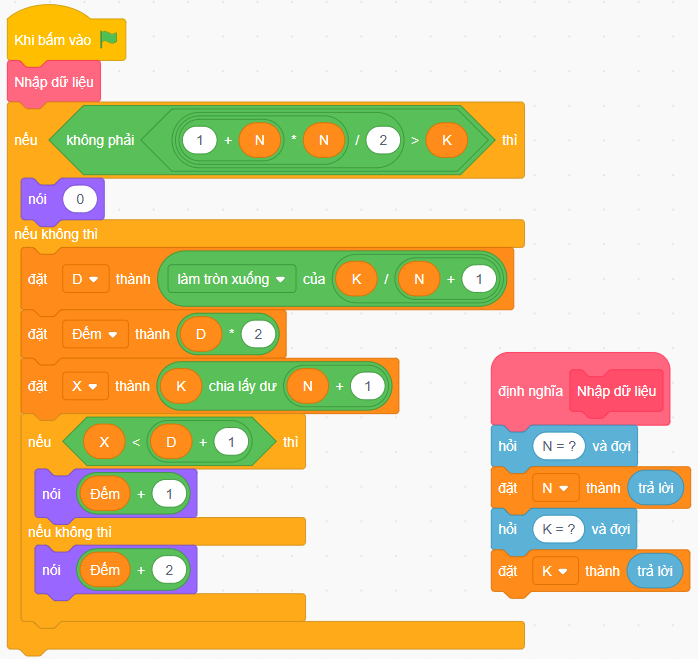 Khi bấm vào
Nhập dữ liệu
nếu không phải 1 + N * N / 2 > K thì
nói 0
nếu không thì
đặt D thành làm tròn xuống của K / N + 1
đặt Đếm thành D * 2
đặt X thành K chia lấy dư N + 1
nếu X < D + 1 thì
nói Đếm + 1
nếu không thì
nói Đếm + 2
định nghĩa Nhập dữ liệu
hỏi N = ? và đợi
đặt N thành trả lời
hỏi K = ? và đợi
đặt K thành trả lời